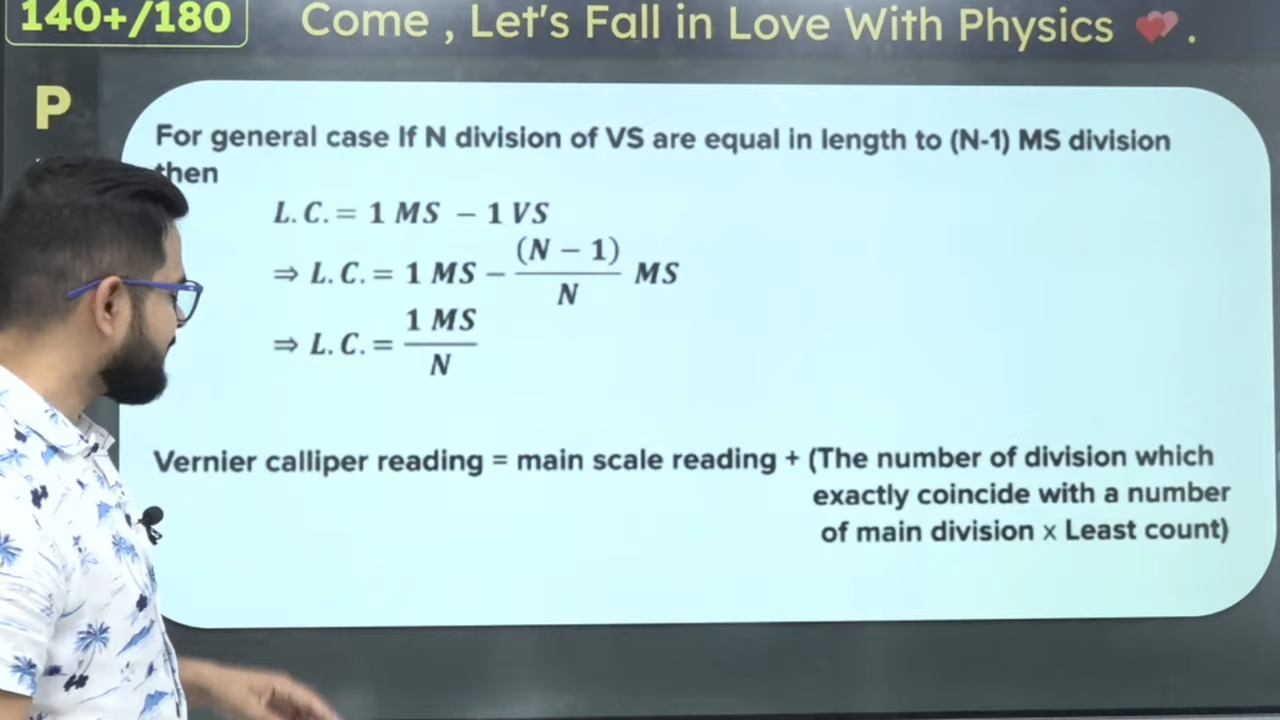 140+/180
Come , Let's Fall in Love With Physics ❤ .
P
For general case If N division of VS are equal in length to (N-1) MS division
then
L. C. = 1 MS − 1 VS
⇒ L. C. = 1 MS − (N − 1)/N MS
⇒ L. C. = 1 MS/N
Vernier calliper reading = main scale reading + (The number of division which
exactly coincide with a number
of main division x Least count)